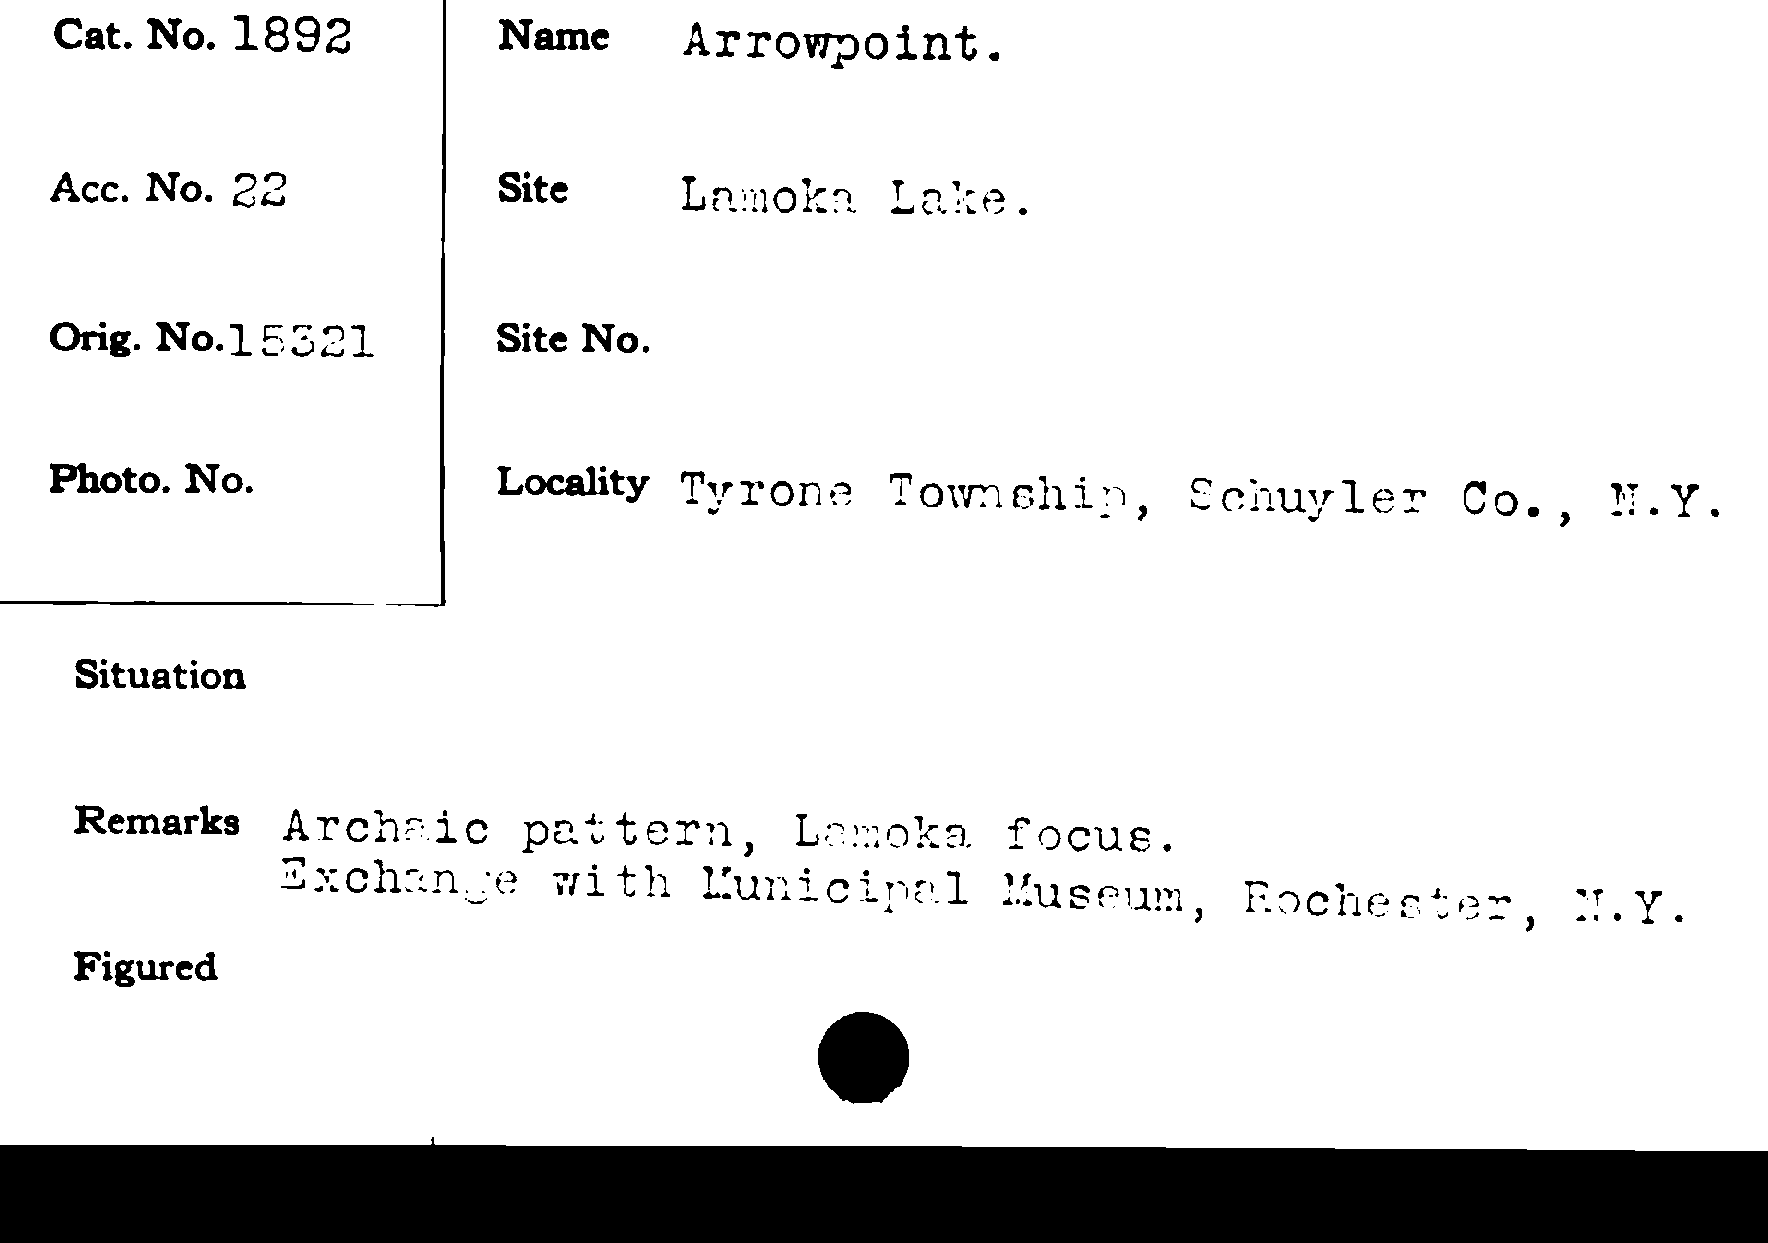 Cat. No. 1892
Acc. No. 22
Orig. No. 15321
Photo. No.
Name Arrowpoint.
Site Lamoka Lake.
Site No.
Locality Tyrone Township, Schuyler Co., N.Y.
Situation
Remarks Archaic pattern, Lamoka focus.
Exchange with Municipal Museum, Rochester, N.Y.
Figured